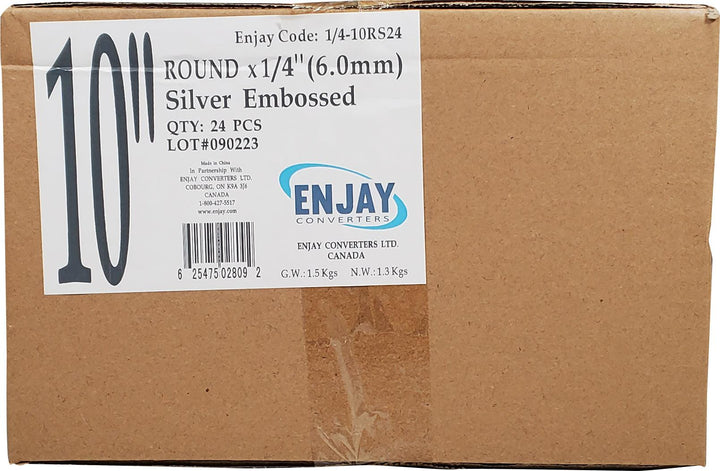 10"
Enjay Code: 1/4-10RS24
ROUND x 1/4" (6.0mm)
Silver Embossed
QTY: 24 PCS
LOT#090223
Made in China
In Partnership With
ENJAY CONVERTERS LTD.
COBOURG, ON K9A 3J6
CANADA
1-800-427-5517
www.enjay.com
ENJAY
CONVERTERS
ENJAY CONVERTERS LTD.
CANADA
6 25475 02809 2
G.W.: 1.5 Kgs N.W.: 1.3 Kgs